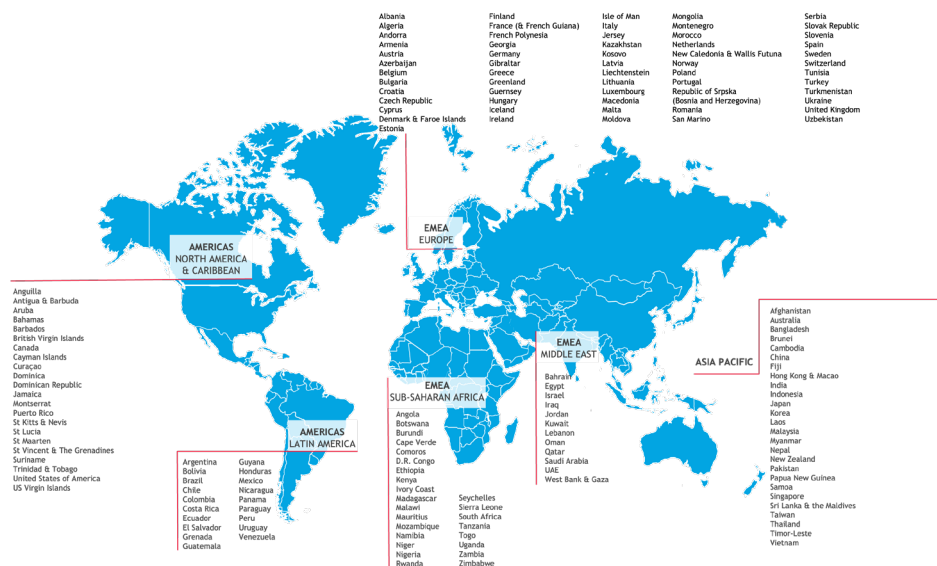 Albania
Algeria
Andorra
Armenia
Austria
Azerbaijan
Belgium
Bulgaria
Croatia
Czech Republic
Cyprus
Denmark & Faroe Islands
Estonia
Finland
France (& French Guiana)
French Polynesia
Georgia
Germany
Gibraltar
Greece
Greenland
Guernsey
Hungary
Iceland
Ireland
Isle of Man
Italy
Jersey
Kazakhstan
Kosovo
Latvia
Liechtenstein
Lithuania
Luxembourg
Macedonia
Malta
Moldova
Mongolia
Montenegro
Morocco
Netherlands
New Caledonia & Wallis Futuna
Norway
Poland
Portugal
Republic of Srpska
(Bosnia and Herzegovina)
Romania
San Marino
Serbia
Slovak Republic
Slovenia
Spain
Sweden
Switzerland
Tunisia
Turkey
Turkmenistan
Ukraine
United Kingdom
Uzbekistan
EMEA
EUROPE
AMERICAS
NORTH AMERICA
& CARIBBEAN
Anguilla
Antigua & Barbuda
Aruba
Bahamas
Barbados
British Virgin Islands
Canada
Cayman Islands
Curaçao
Dominica
Dominican Republic
Jamaica
Montserrat
Puerto Rico
St Kitts & Nevis
St Lucia
St Maarten
St Vincent & The Grenadines
Suriname
Trinidad & Tobago
United States of America
US Virgin Islands
AMERICAS
LATIN AMERICA
Argentina
Bolivia
Brazil
Chile
Colombia
Costa Rica
Ecuador
El Salvador
Grenada
Guatemala
Guyana
Honduras
Mexico
Nicaragua
Panama
Paraguay
Peru
Uruguay
Venezuela
EMEA
SUB-SAHARAN AFRICA
Angola
Botswana
Burundi
Cape Verde
Comoros
D.R. Congo
Ethiopia
Kenya
Ivory Coast
Madagascar
Malawi
Mauritius
Mozambique
Namibia
Niger
Nigeria
Rwanda
Seychelles
Sierra Leone
South Africa
Tanzania
Togo
Uganda
Zambia
Zimbabwe
EMEA
MIDDLE EAST
Bahrain
Egypt
Israel
Iraq
Jordan
Kuwait
Lebanon
Oman
Qatar
Saudi Arabia
UAE
West Bank & Gaza
ASIA PACIFIC
Afghanistan
Australia
Bangladesh
Brunei
Cambodia
China
Fiji
Hong Kong & Macao
India
Indonesia
Japan
Korea
Laos
Malaysia
Myanmar
Nepal
New Zealand
Pakistan
Papua New Guinea
Samoa
Singapore
Sri Lanka & the Maldives
Taiwan
Thailand
Timor-Leste
Vietnam